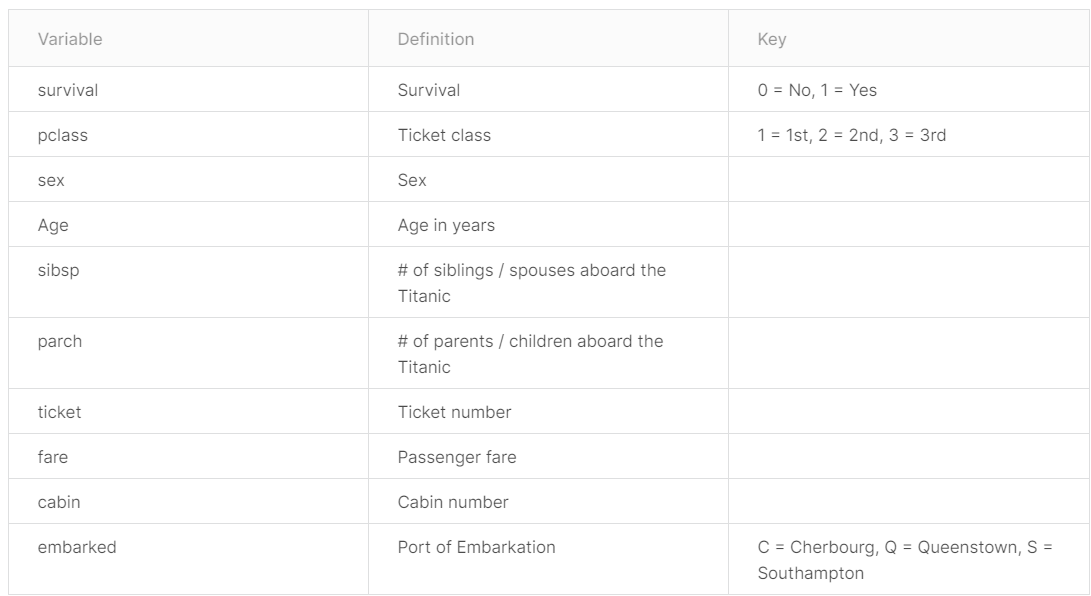 Variable Definition Key
survival Survival 0 = No, 1 = Yes
pclass Ticket class 1 = 1st, 2 = 2nd, 3 = 3rd
sex Sex
Age Age in years
sibsp # of siblings / spouses aboard the
Titanic
parch # of parents / children aboard the
Titanic
ticket Ticket number
fare Passenger fare
cabin Cabin number
embarked Port of Embarkation C = Cherbourg, Q = Queenstown, S =
Southampton